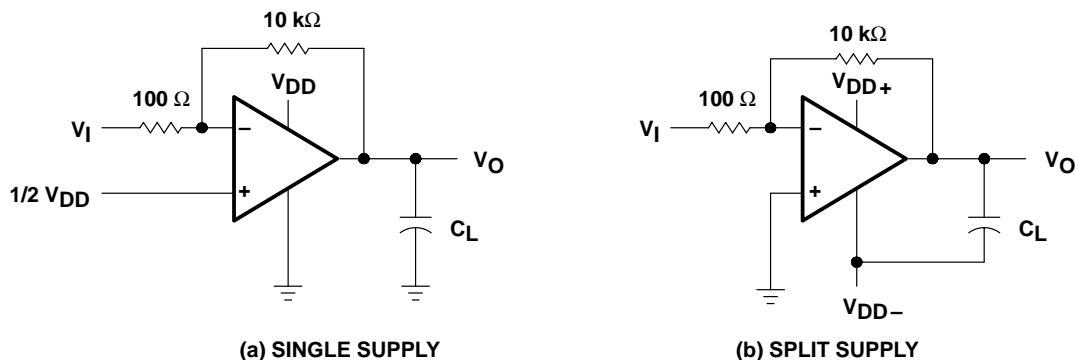 10 kΩ
VDD
100 Ω
VI
−
+
1/2 VDD
VO
CL
(a) SINGLE SUPPLY
10 kΩ
VDD+
100 Ω
VI
−
+
VO
CL
VDD−
(b) SPLIT SUPPLY